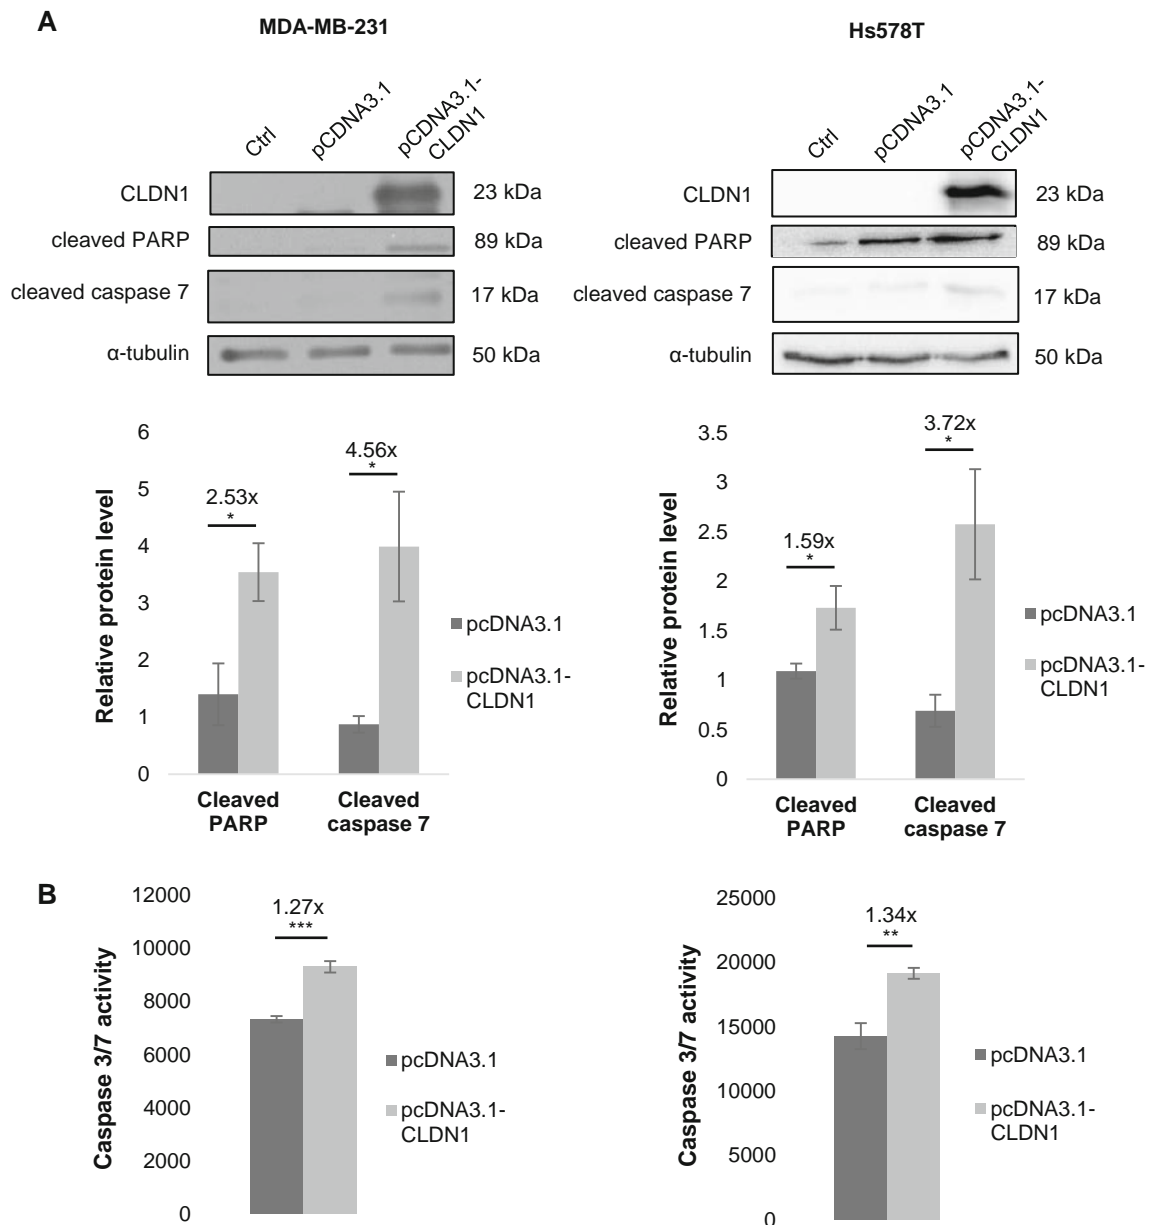 A
MDA-MB-231
Hs578T
Ctrl
pCDNA3.1
pCDNA3.1-
CLDN1
Ctrl
pCDNA3.1
pCDNA3.1-
CLDN1
CLDN1
23 kDa
cleaved PARP
89 kDa
cleaved caspase 7
17 kDa
α-tubulin
50 kDa
CLDN1
23 kDa
cleaved PARP
89 kDa
cleaved caspase 7
17 kDa
α-tubulin
50 kDa
Relative protein level
6
5
4
3
2
1
0
2.53x
*
4.56x
*
Cleaved
PARP
Cleaved
caspase 7
pcDNA3.1
pcDNA3.1-
CLDN1
Relative protein level
3.5
3
2.5
2
1.5
1
0.5
0
1.59x
*
3.72x
*
Cleaved
PARP
Cleaved
caspase 7
pcDNA3.1
pcDNA3.1-
CLDN1
B
Caspase 3/7 activity
12000
10000
8000
6000
4000
2000
0
1.27x
***
pcDNA3.1
pcDNA3.1-
CLDN1
Caspase 3/7 activity
25000
20000
15000
10000
5000
0
1.34x
**
pcDNA3.1
pcDNA3.1-
CLDN1